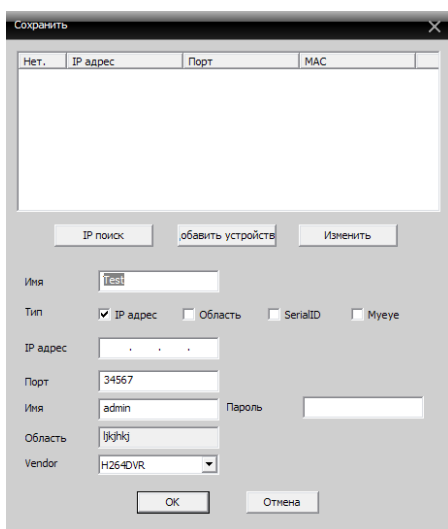 Сохранить
Нет. IP адрес Порт MAC
IP поиск обавить устройств Изменить
Имя Test
Тип IP адрес Область SerialID Myeye
IP адрес . . .
Порт 34567
Имя admin Пароль
Область ljkjhkj
Vendor H264DVR
OK Отмена